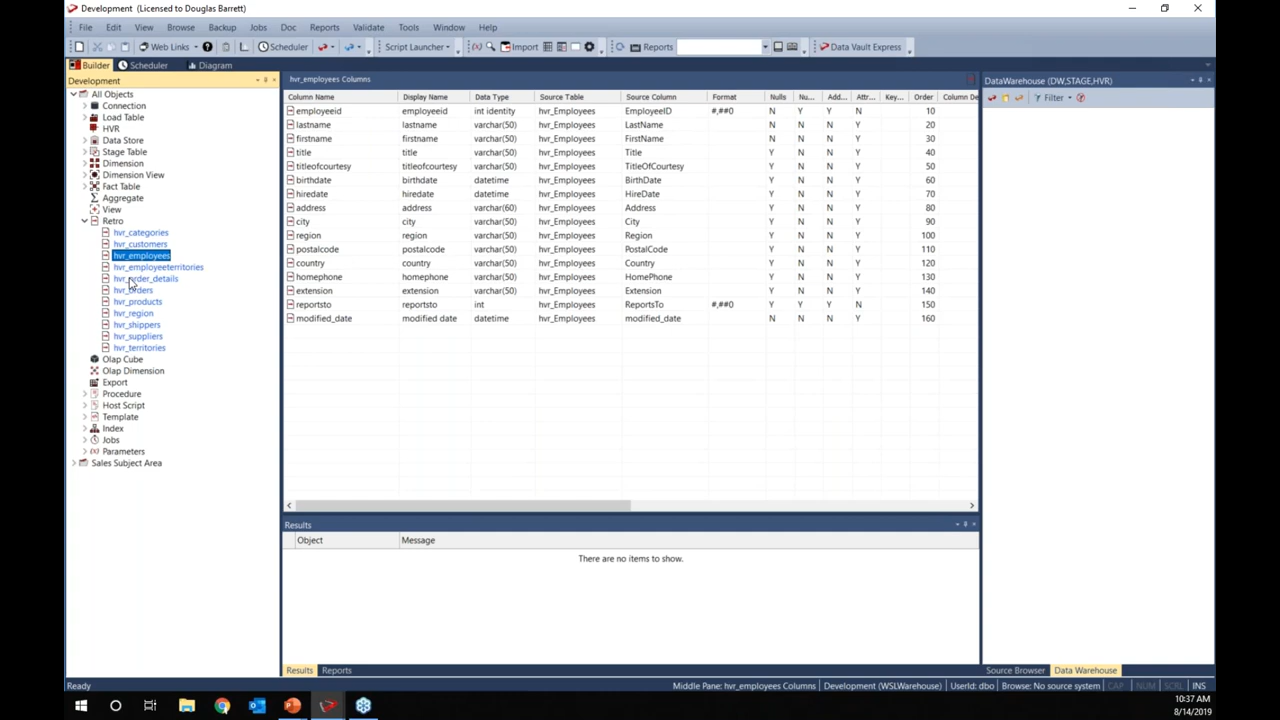 Development (Licensed to Douglas Barrett)
File Edit View Browse Backup Jobs Doc Reports Validate Tools Window Help
Web Links Scheduler Script Launcher Import Reports Data Vault Express
Builder Scheduler Diagram
Development
All Objects
Connection
Load Table
HVR
Data Store
Stage Table
Dimension
Dimension View
Fact Table
Aggregate
View
Retro
hvr_categories
hvr_customers
hvr_employees
hvr_employeeterritories
hvr_order_details
hvr_orders
hvr_products
hvr_region
hvr_shippers
hvr_suppliers
hvr_territories
Olap Cube
Olap Dimension
Export
Procedure
Host Script
Template
Index
Jobs
Parameters
Sales Subject Area
hvr_employees Columns
Column Name Display Name Data Type Source Table Source Column Format Nulls Nu... Add... Attr... Key... Order Column De
employeeid employeeid int identity hvr_Employees EmployeeID #,##0 N Y Y N 10
lastname lastname varchar(50) hvr_Employees LastName N N N Y 20
firstname firstname varchar(50) hvr_Employees FirstName N N N Y 30
title title varchar(50) hvr_Employees Title Y N N Y 40
titleofcourtesy titleofcourtesy varchar(50) hvr_Employees TitleOfCourtesy Y N N Y 50
birthdate birthdate datetime hvr_Employees BirthDate Y N N Y 60
hiredate hiredate datetime hvr_Employees HireDate Y N N Y 70
address address varchar(60) hvr_Employees Address Y N N Y 80
city city varchar(50) hvr_Employees City Y N N Y 90
region region varchar(50) hvr_Employees Region Y N N Y 100
postalcode postalcode varchar(50) hvr_Employees PostalCode Y N N Y 110
country country varchar(50) hvr_Employees Country Y N N Y 120
homephone homephone varchar(50) hvr_Employees HomePhone Y N N Y 130
extension extension varchar(50) hvr_Employees Extension Y N N Y 140
reportsto reportsto int hvr_Employees ReportsTo #,##0 Y Y N Y 150
modified_date modified date datetime hvr_Employees modified_date N N N Y 160
Results
Object Message
There are no items to show.
Results Reports
DataWarehouse (DW,STAGE,HVR)
Filter
Source Browser Data Warehouse
Ready Middle Pane: hvr_employees Columns Development (WSLWarehouse) UserId: dbo Browse: No source system CAP NUM SCRL INS
10:37 AM
8/14/2019